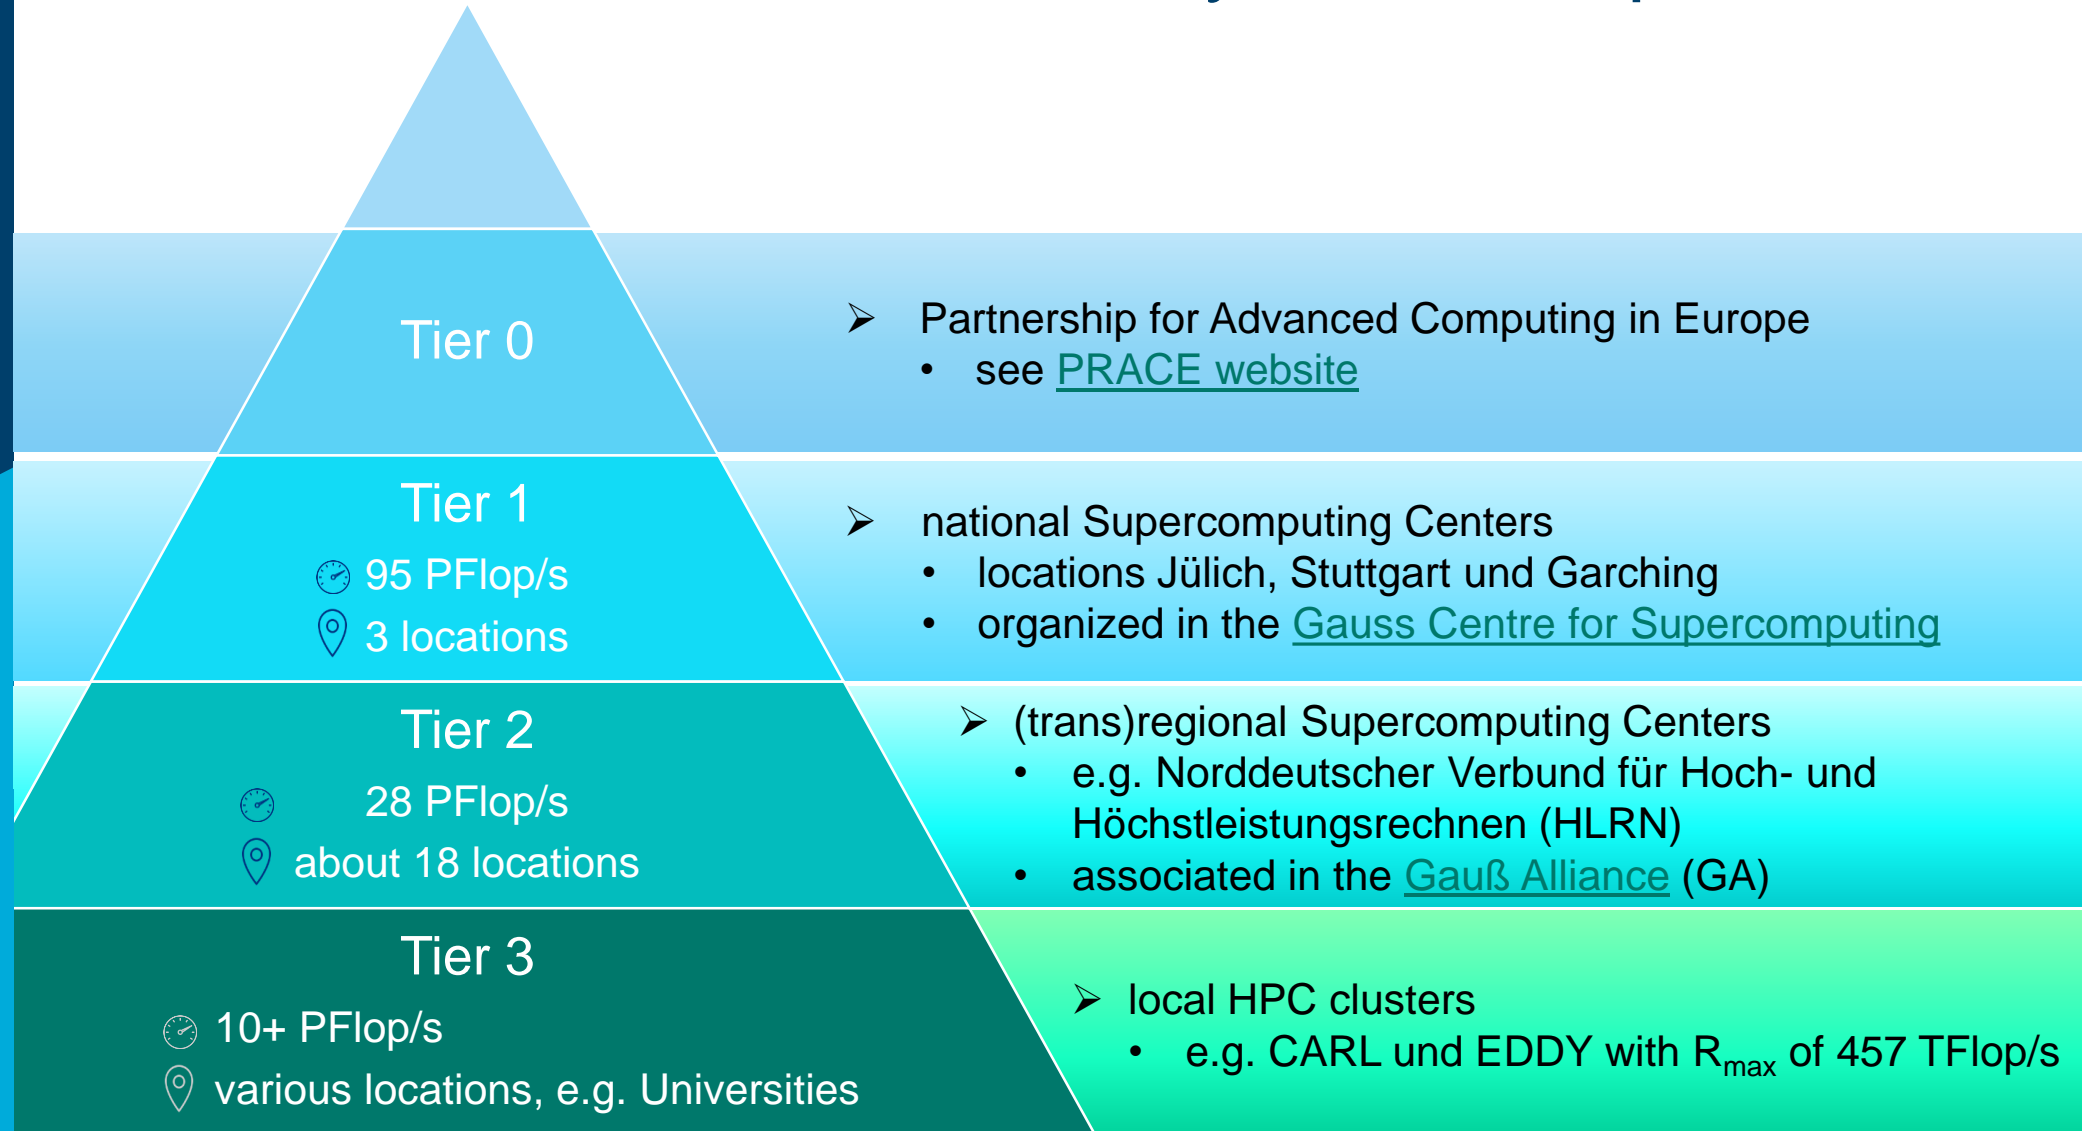 Tier 0
➢ Partnership for Advanced Computing in Europe
• see PRACE website
Tier 1
95 PFlop/s
3 locations
➢ national Supercomputing Centers
• locations Jülich, Stuttgart und Garching
• organized in the Gauss Centre for Supercomputing
Tier 2
28 PFlop/s
about 18 locations
➢ (trans)regional Supercomputing Centers
• e.g. Norddeutscher Verbund für Hoch- und
Höchstleistungsrechnen (HLRN)
• associated in the Gauß Alliance (GA)
Tier 3
10+ PFlop/s
various locations, e.g. Universities
➢ local HPC clusters
• e.g. CARL und EDDY with Rmax of 457 TFlop/s